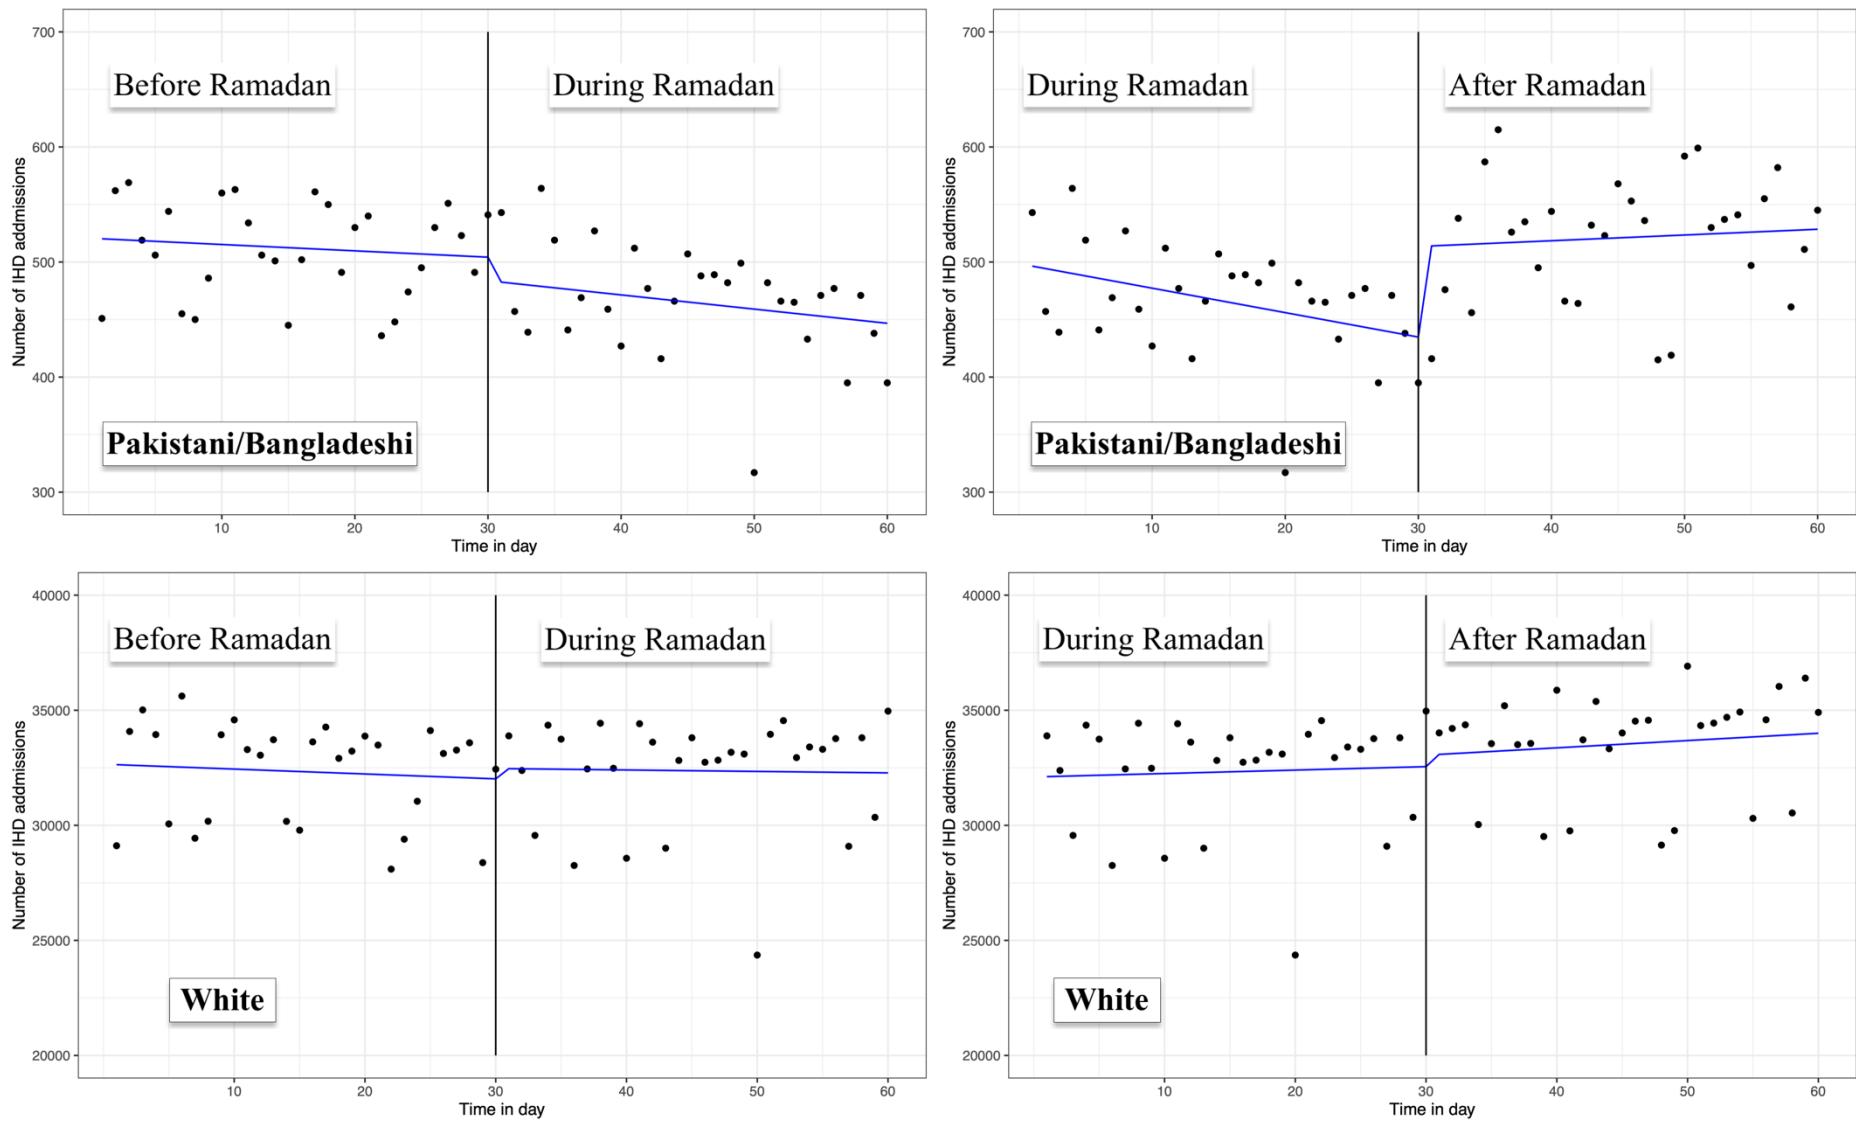 700
Before Ramadan
During Ramadan
600
500
400
Pakistani/Bangladeshi
300
10
20
30
40
50
60
Time in day
Number of IHD addmissions
700
During Ramadan
After Ramadan
600
500
400
Pakistani/Bangladeshi
300
10
20
30
40
50
60
Time in day
Number of IHD addmissions
40000
Before Ramadan
During Ramadan
35000
30000
25000
White
20000
10
20
30
40
50
60
Time in day
Number of IHD addmissions
40000
During Ramadan
After Ramadan
35000
30000
25000
White
20000
10
20
30
40
50
60
Time in day
Number of IHD addmissions